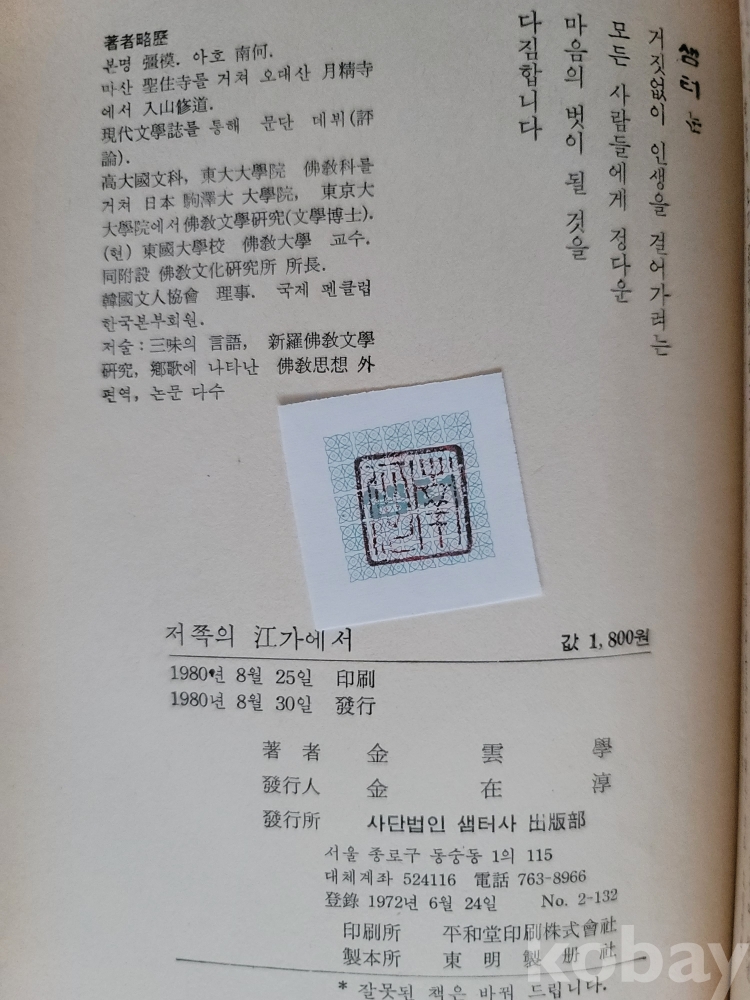 샘터는
거짓없이 인생을 걸어가려는
모든 사람들에게 정다운
마음의 벗이 될 것을
다짐합니다
著者略歷
본명 彊模. 아호 南何.
마산 聖住寺를 거쳐 오대산 月精寺
에서 入山修道.
現代文學誌를 통해 문단 데뷔(評
論).
高大國文科, 東大大學院 佛敎科를
거쳐 日本 駒澤大 大學院, 東京大
大學院에서佛敎文學硏究(文學博士).
(현) 東國大學校 佛敎大學 교수.
同附設 佛敎文化硏究所 所長.
韓國文人協會 理事. 국제 펜클럽
한국본부회원.
저술:三昧의 言語, 新羅佛敎文學
硏究, 鄕歌에 나타난 佛敎思想 外
편역, 논문 다수
저쪽의 江가에서 값 1,800원
1980년 8월 25일 印刷
1980년 8월 30일 發行
著者 金雲學
發行人 金在淳
發行所 사단법인 샘터사 出版部
서울 종로구 동숭동 1의 115
대체계좌 524116 電話 763-8966
登錄 1972년 6월 24일 No. 2-132
印刷所 平和堂印刷株式會社
製本所 東明製册社
* 잘못된 책은 바꿔 드립니다.
kobay